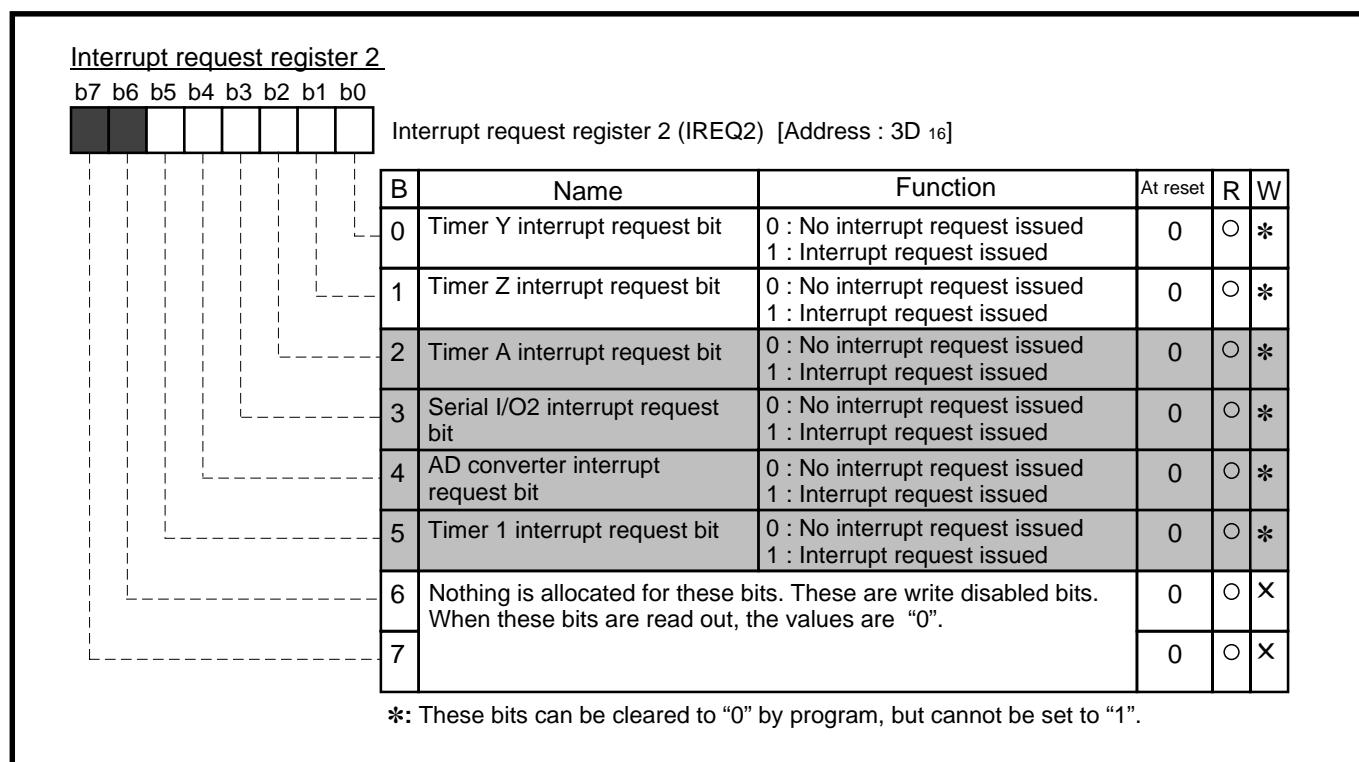 Interrupt request register 2
b7 b6 b5 b4 b3 b2 b1 b0
Interrupt request register 2 (IREQ2) [Address : 3D 16]
B Name Function At reset R W
0 Timer Y interrupt request bit 0 : No interrupt request issued 0 ○ ✻
1 : Interrupt request issued
1 Timer Z interrupt request bit 0 : No interrupt request issued 0 ○ ✻
1 : Interrupt request issued
2 Timer A interrupt request bit 0 : No interrupt request issued 0 ○ ✻
1 : Interrupt request issued
3 Serial I/O2 interrupt request 0 : No interrupt request issued 0 ○ ✻
bit 1 : Interrupt request issued
4 AD converter interrupt 0 : No interrupt request issued 0 ○ ✻
request bit 1 : Interrupt request issued
5 Timer 1 interrupt request bit 0 : No interrupt request issued 0 ○ ✻
1 : Interrupt request issued
6 Nothing is allocated for these bits. These are write disabled bits. 0 ○ ×
When these bits are read out, the values are “0”.
7 0 ○ ×
✻: These bits can be cleared to “0” by program, but cannot be set to “1”.